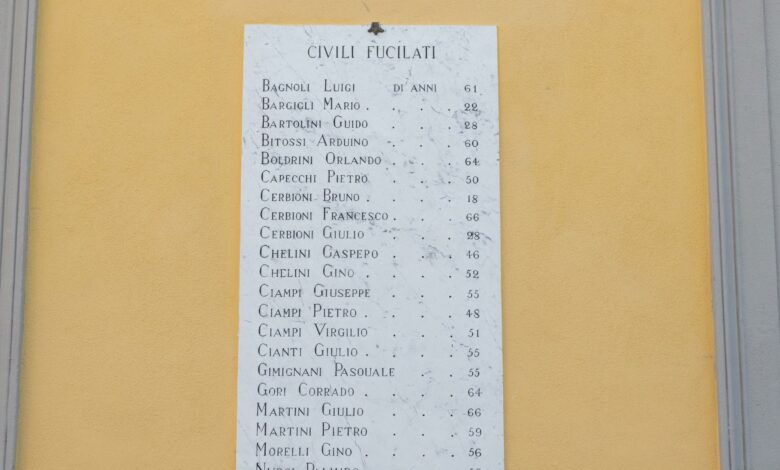 CIVILI FUCILATI
BAGNOLI LUIGI DI ANNI 61
BARGIGLI MARIO . . . . 22
BARTOLINI GUIDO . . . 28
BITOSSI ARDUINO . . . 60
BOLDRINI ORLANDO . . . 64
CAPECCHI PIETRO . . . 50
CERBIONI BRUNO . . . . 18
CERBIONI FRANCESCO . . . 66
CERBIONI GIULIO . . . 28
CHELINI GASPEPO . . . 46
CHELINI GINO . . . . 52
CIAMPI GIUSEPPE . . . 55
CIAMPI PIETRO . . . . 48
CIAMPI VIRGILIO . . . 51
CIANTI GIULIO . . . . 55
GIMIGNANI PASQUALE . . 55
GORI CORRADO . . . . 64
MARTINI GIULIO . . . 66
MARTINI PIETRO . . . 59
MORELLI GINO . . . . 56